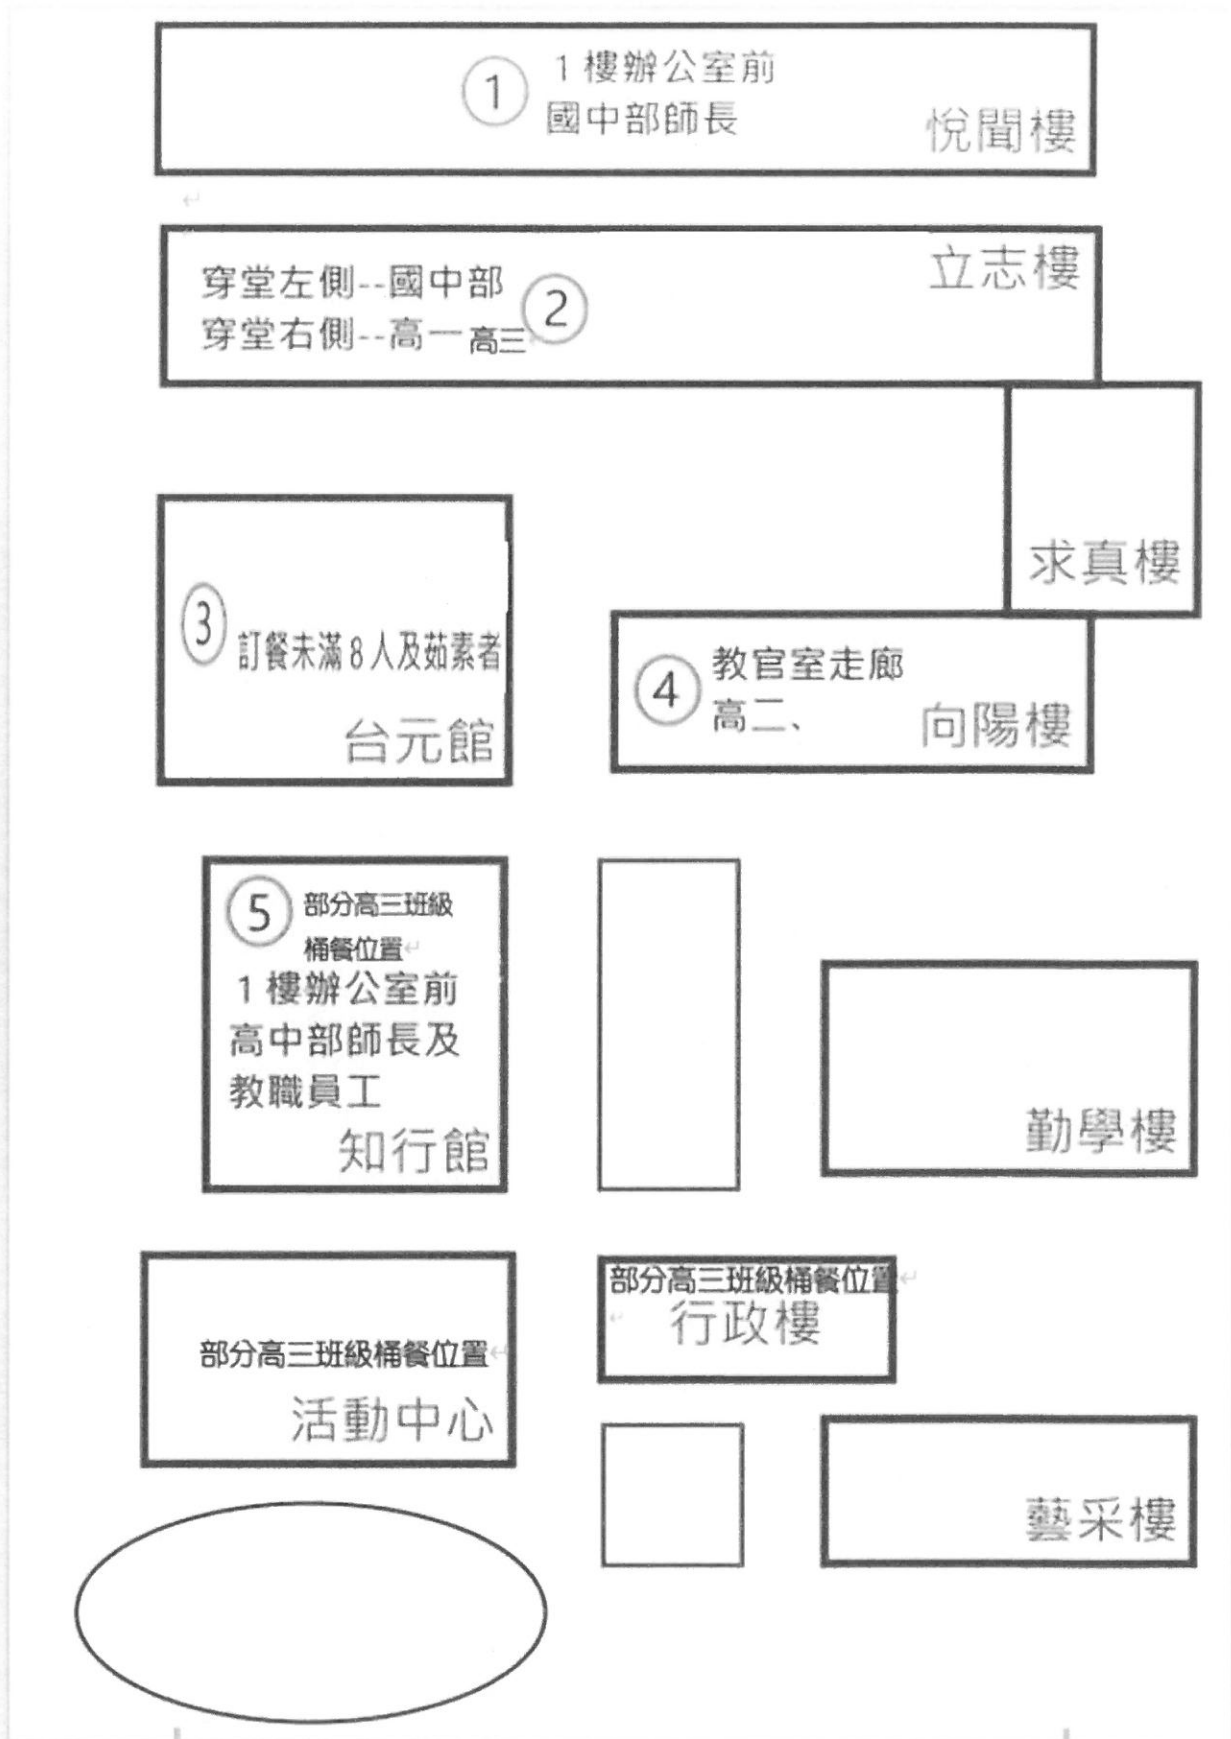 ① 1樓辦公室前
國中部師長
悅聞樓
立志樓
穿堂左側--國中部
穿堂右側--高一高三
②
求真樓
③
訂餐未滿8人及茹素者
台元館
④ 教官室走廊
高二、
向陽樓
⑤ 部分高三班級
桶餐位置
1樓辦公室前
高中部師長及
教職員工
知行館
勤學樓
部分高三班級桶餐位置
行政樓
部分高三班級桶餐位置
活動中心
藝采樓